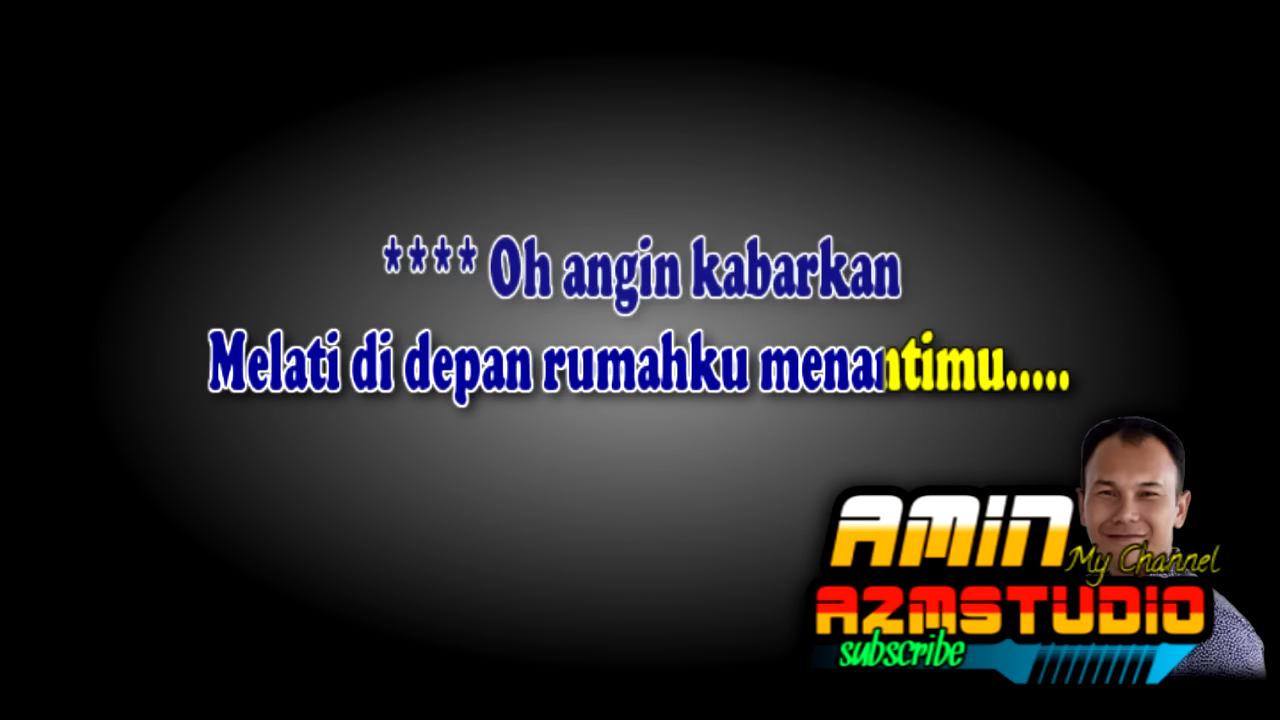 **** Oh angin kabarkan
Melati di depan rumahku menantimu.....
AMIN
My Channel
AZMSTUDIO
subscribe